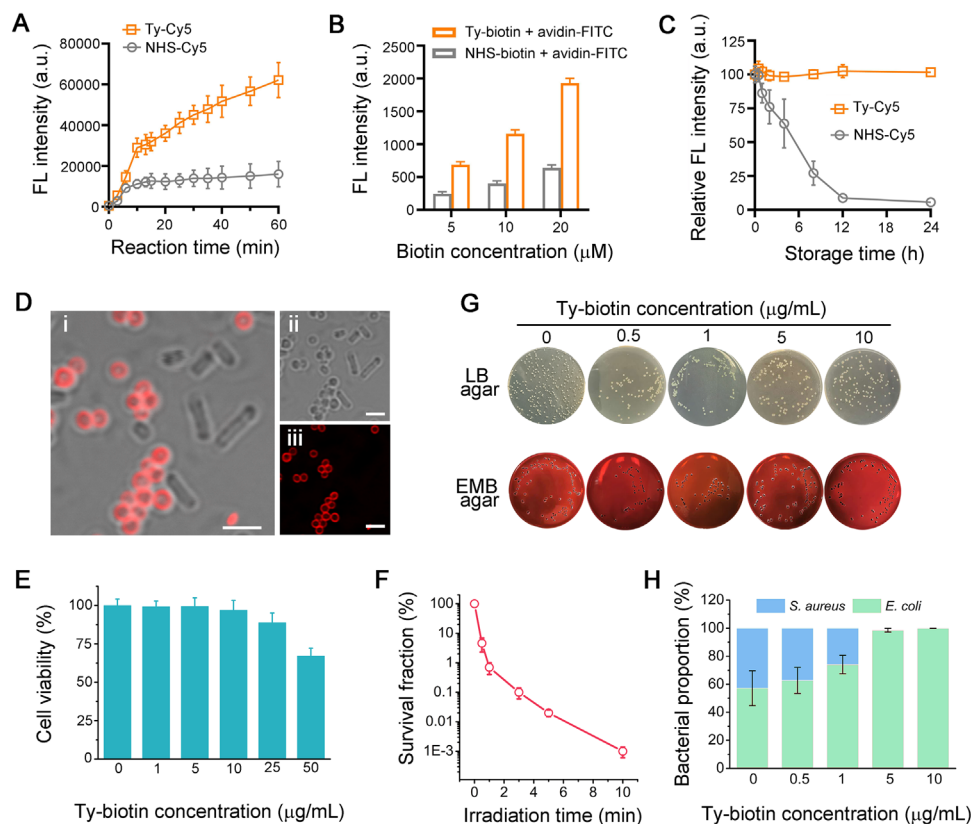 A
Ty-Cy5
NHS-Cy5
FL intensity (a.u.)
80000
60000
40000
20000
0
0 20 40 60
Reaction time (min)
B
Ty-biotin + avidin-FITC
NHS-biotin + avidin-FITC
FL intensity (a.u.)
2500
2000
1500
1000
500
0
5 10 20
Biotin concentration (μM)
C
Relative FL intensity (a.u.)
125
100
75
50
25
0
Ty-Cy5
NHS-Cy5
0 6 12 18 24
Storage time (h)
D
i
ii
iii
G
Ty-biotin concentration (μg/mL)
0 0.5 1 5 10
LB
agar
EMB
agar
E
Cell viability (%)
100
75
50
25
0
0 1 5 10 25 50
Ty-biotin concentration (μg/mL)
F
Survival fraction (%)
100
10
1
0.1
0.01
1E-3
0 2 4 6 8 10
Irradiation time (min)
H
Bacterial proportion (%)
120
100
80
60
40
20
0
S. aureus E. coli
0 0.5 1 5 10
Ty-biotin concentration (μg/mL)